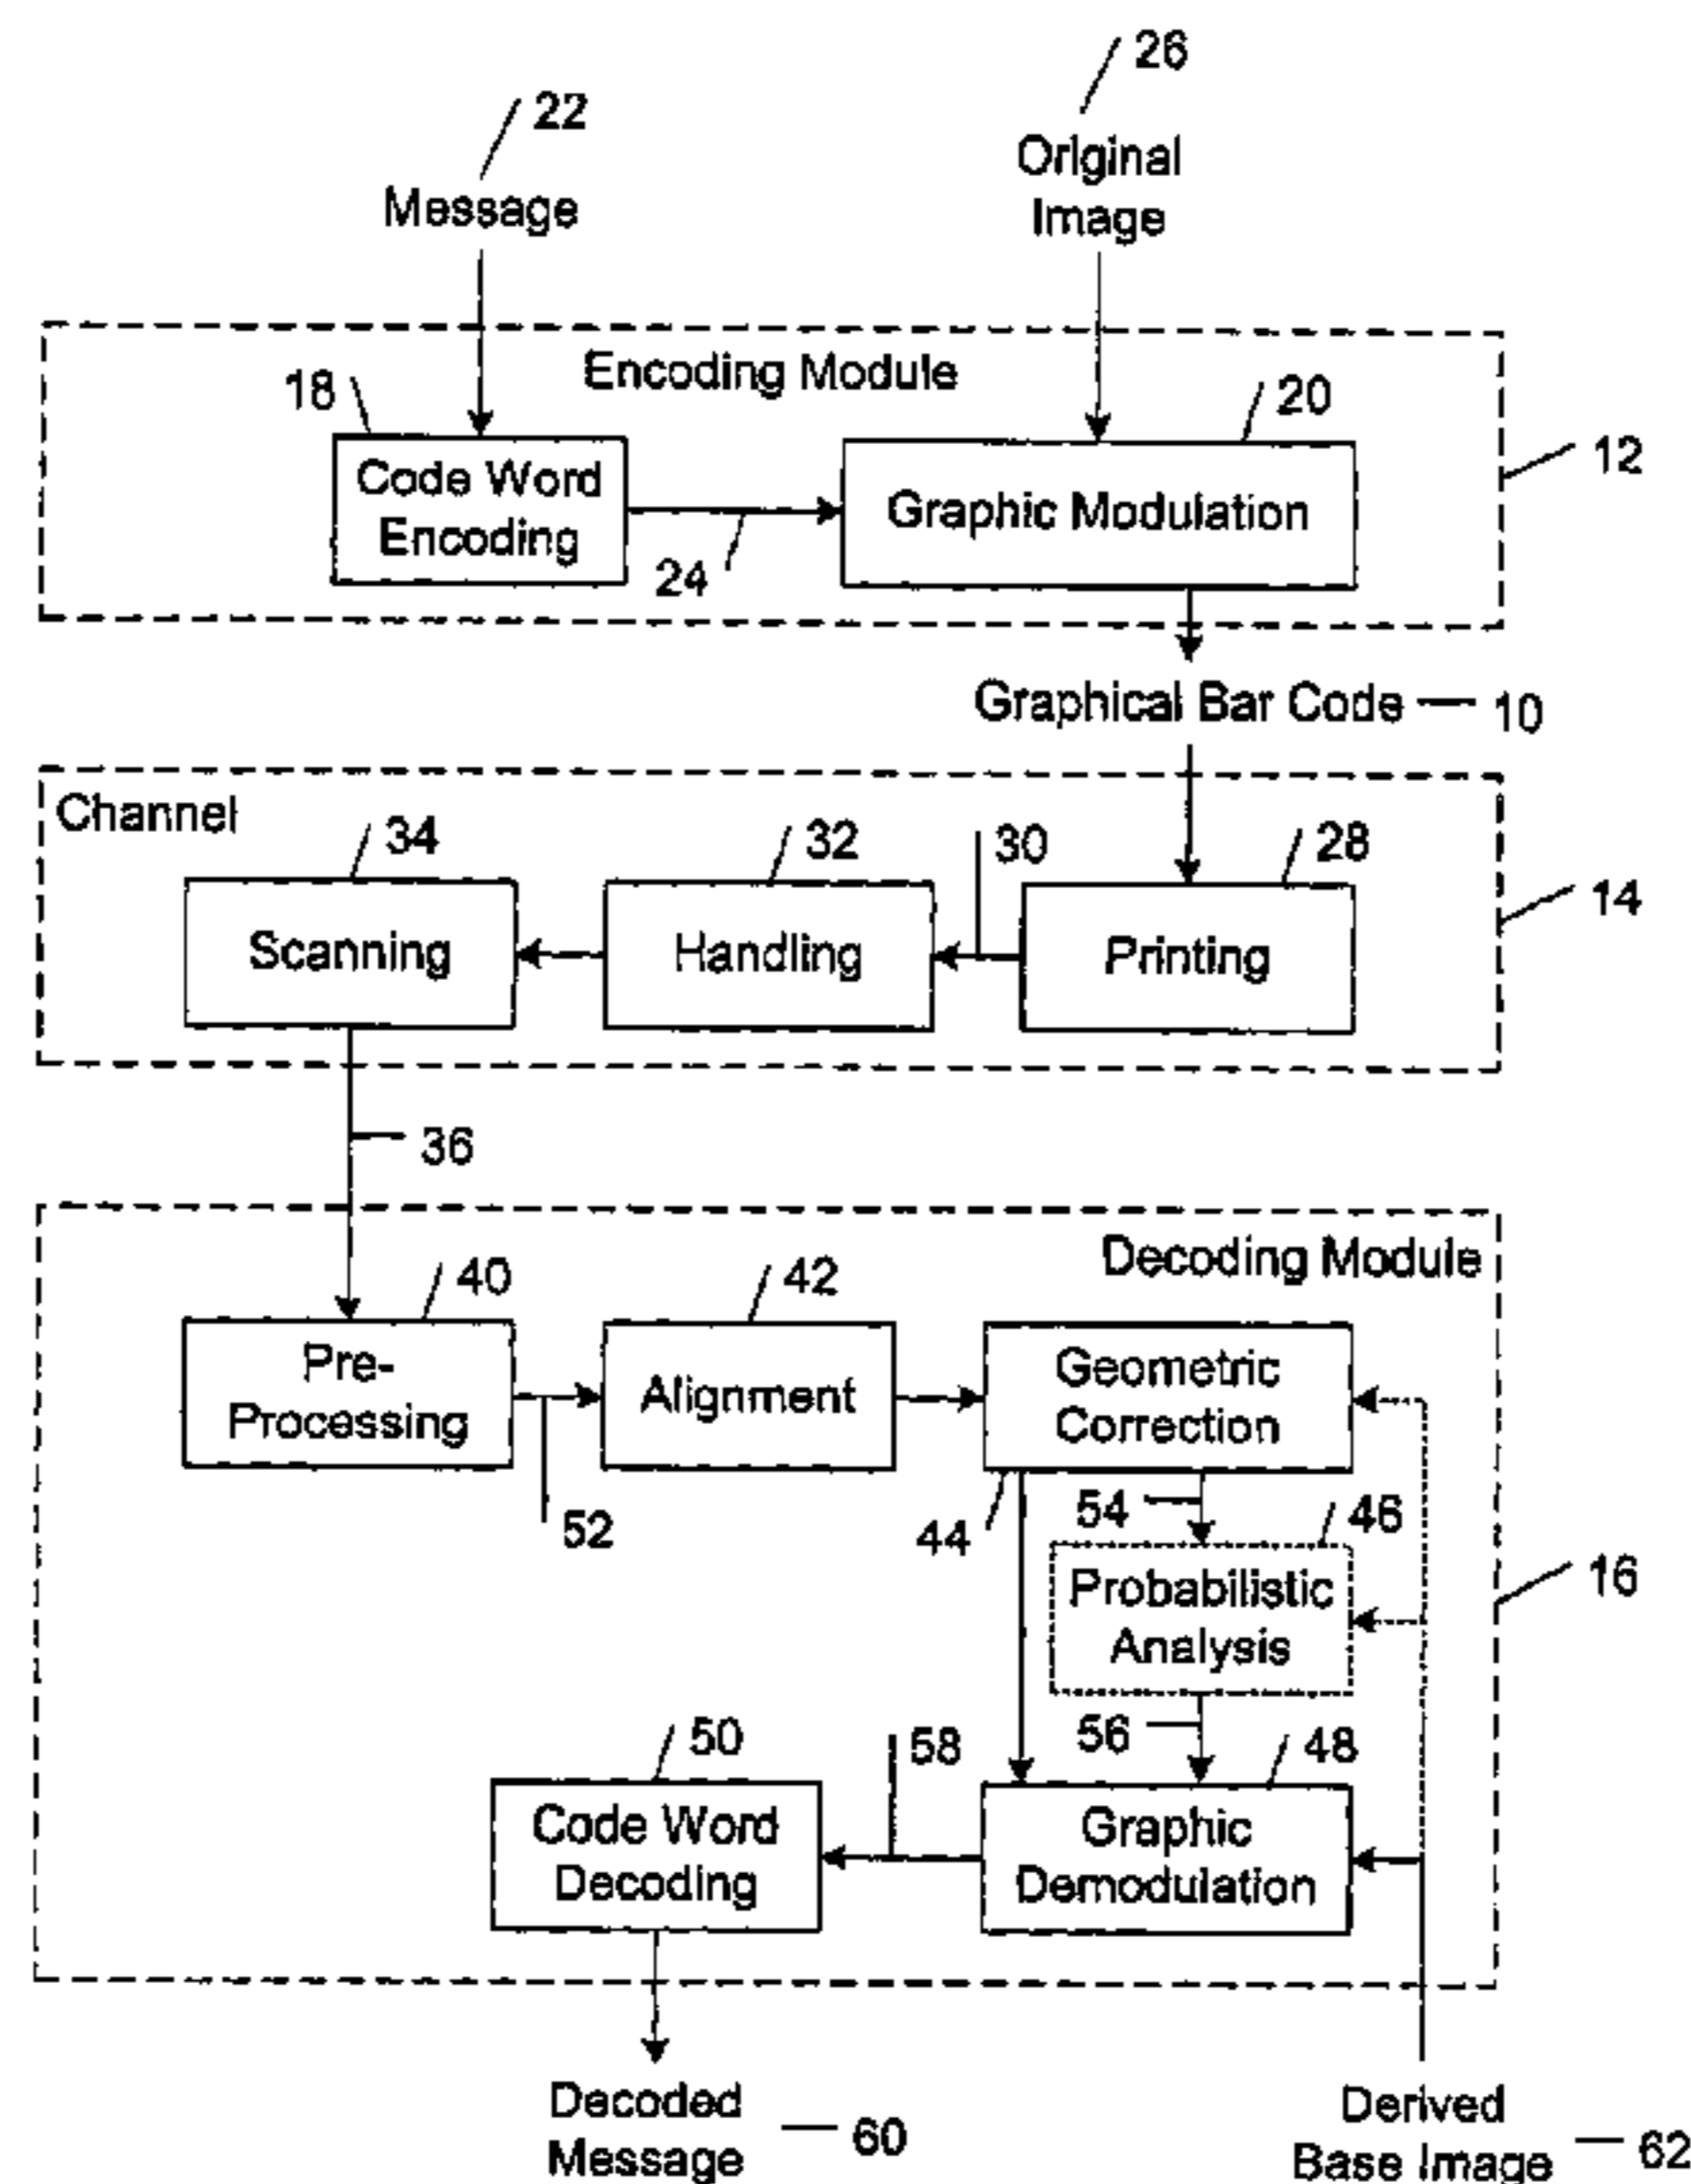 26
22
Original
Image
Message
Encoding Module
18
20
12
Code Word
Encoding
Graphic Modulation
24
Graphical Bar Code
10
Channel
34
32
30
28
14
Scanning
Handling
Printing
36
Decoding Module
40
42
Pre-
Processing
Alignment
Geometric
Correction
52
44
54
46
16
Probabilistic
Analysis
56
50
58
48
Code Word
Decoding
Graphic
Demodulation
Decoded
Message
60
Derived
Base Image
62